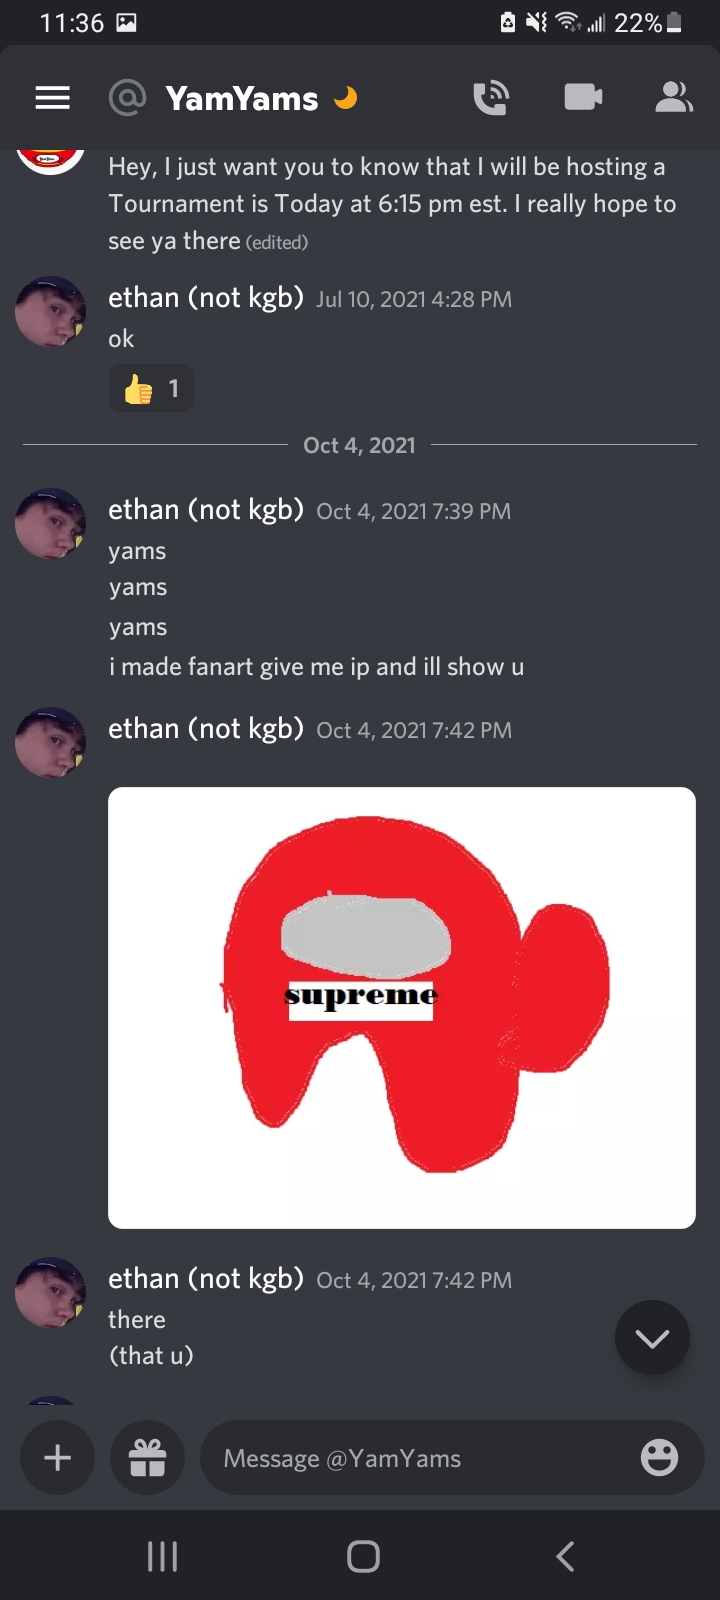 11:36
22%
@ YamYams
Hey, I just want you to know that I will be hosting a
Tournament is Today at 6:15 pm est. I really hope to
see ya there (edited)
ethan (not kgb) Jul 10, 2021 4:28 PM
ok
👍 1
Oct 4, 2021
ethan (not kgb) Oct 4, 2021 7:39 PM
yams
yams
yams
i made fanart give me ip and ill show u
ethan (not kgb) Oct 4, 2021 7:42 PM
supreme
ethan (not kgb) Oct 4, 2021 7:42 PM
there
(that u)
Message @YamYams